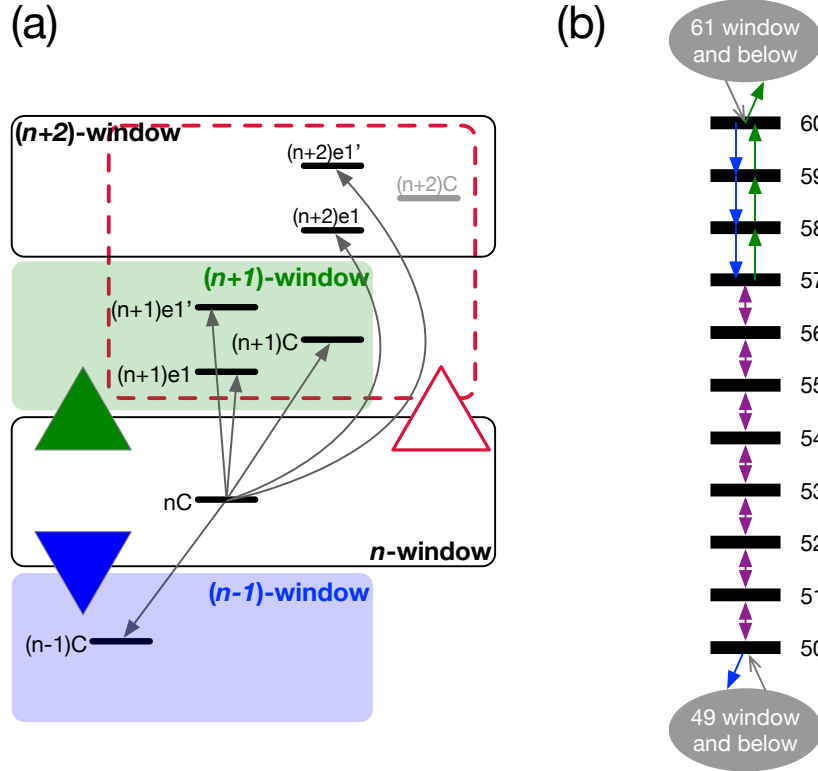 (a)
(n+2)-window
(n+2)e1’
(n+2)C
(n+2)e1
(n+1)-window
(n+1)e1’
(n+1)C
(n+1)e1
nC
n-window
(n-1)-window
(n-1)C
(b)
61 window
and below
60
59
58
57
56
55
54
53
52
51
50
49 window
and below